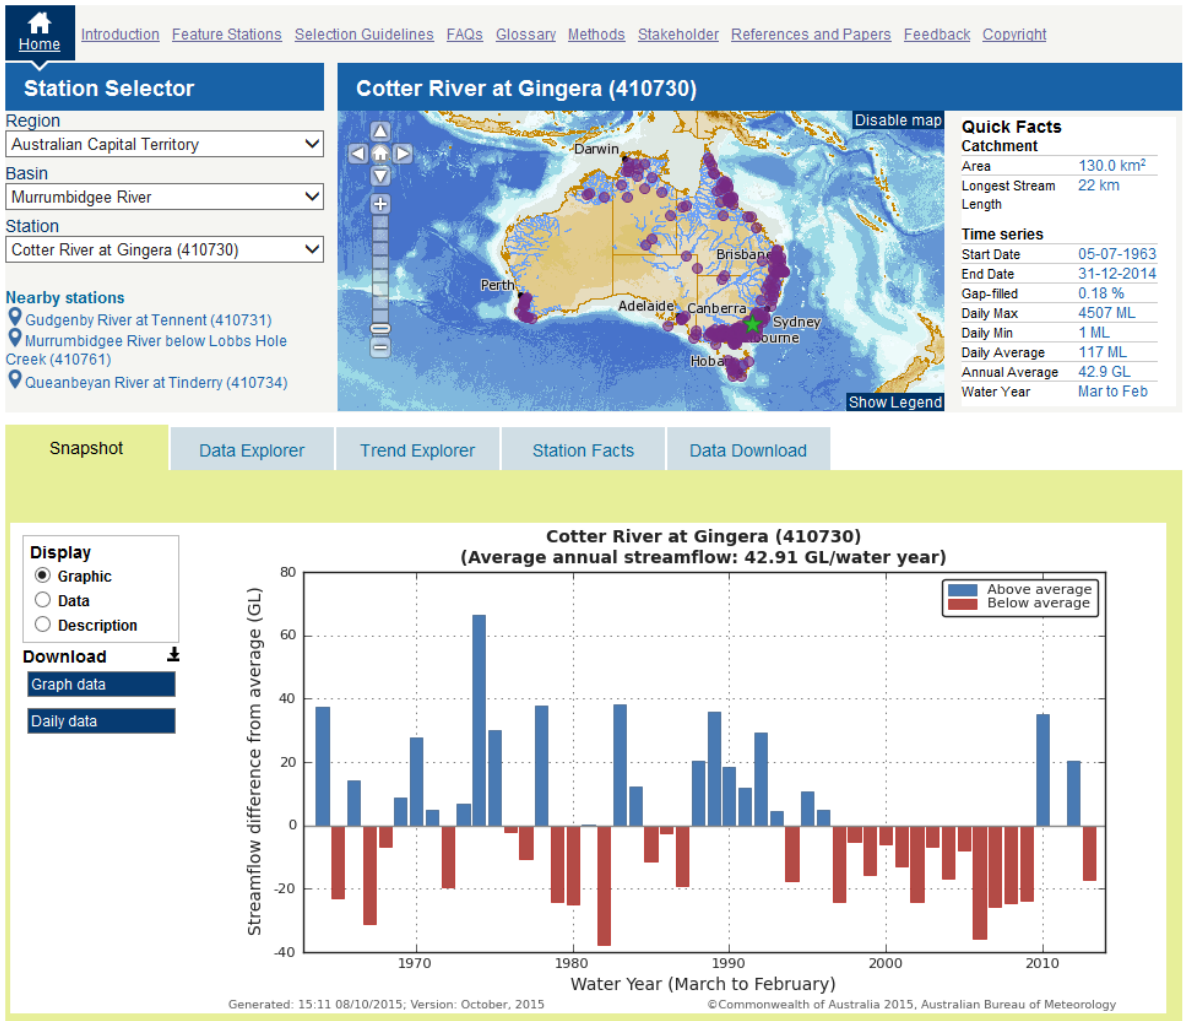 Home
Introduction Feature Stations Selection Guidelines FAQs Glossary Methods Stakeholder References and Papers Feedback Copyright
Station Selector
Region
Australian Capital Territory
Basin
Murrumbidgee River
Station
Cotter River at Gingera (410730)
Nearby stations
Gudgenby River at Tennent (410731)
Murrumbidgee River below Lobbs Hole
Creek (410761)
Queanbeyan River at Tinderry (410734)
Cotter River at Gingera (410730)
Disable map
Darwin
Brisbane
Perth
Adelaide Canberra
Sydney
ourne
Hoba
Show Legend
Quick Facts
Catchment
Area 130.0 km²
Longest Stream 22 km
Length
Time series
Start Date 05-07-1963
End Date 31-12-2014
Gap-filled 0.18 %
Daily Max 4507 ML
Daily Min 1 ML
Daily Average 117 ML
Annual Average 42.9 GL
Water Year Mar to Feb
Snapshot Data Explorer Trend Explorer Station Facts Data Download
Display
Graphic
Data
Description
Download
Graph data
Daily data
Cotter River at Gingera (410730)
(Average annual streamflow: 42.91 GL/water year)
Above average
Below average
Streamflow difference from average (GL)
80
60
40
20
0
-20
-40
1970 1980 1990 2000 2010
Water Year (March to February)
Generated: 15:11 08/10/2015; Version: October, 2015
©Commonwealth of Australia 2015, Australian Bureau of Meteorology